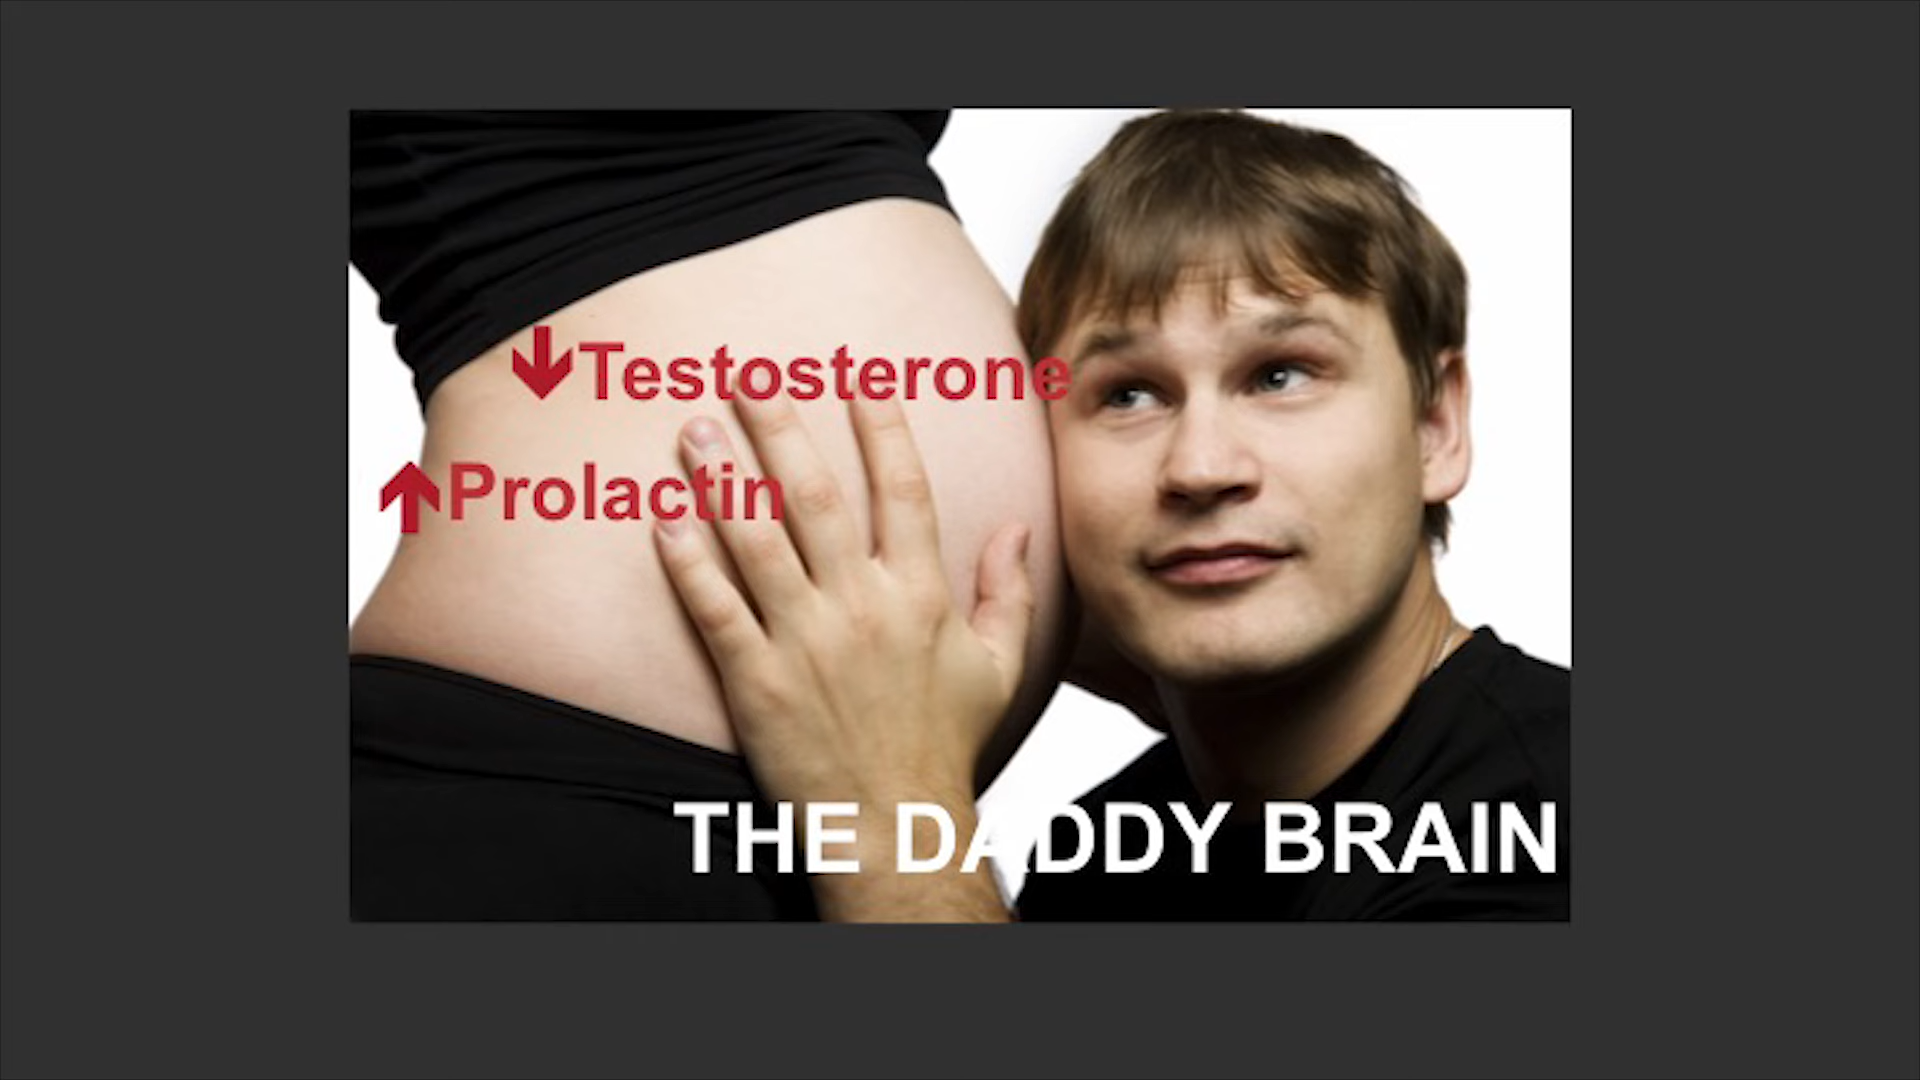 ↓Testosterone
↑Prolactin
THE DADDY BRAIN